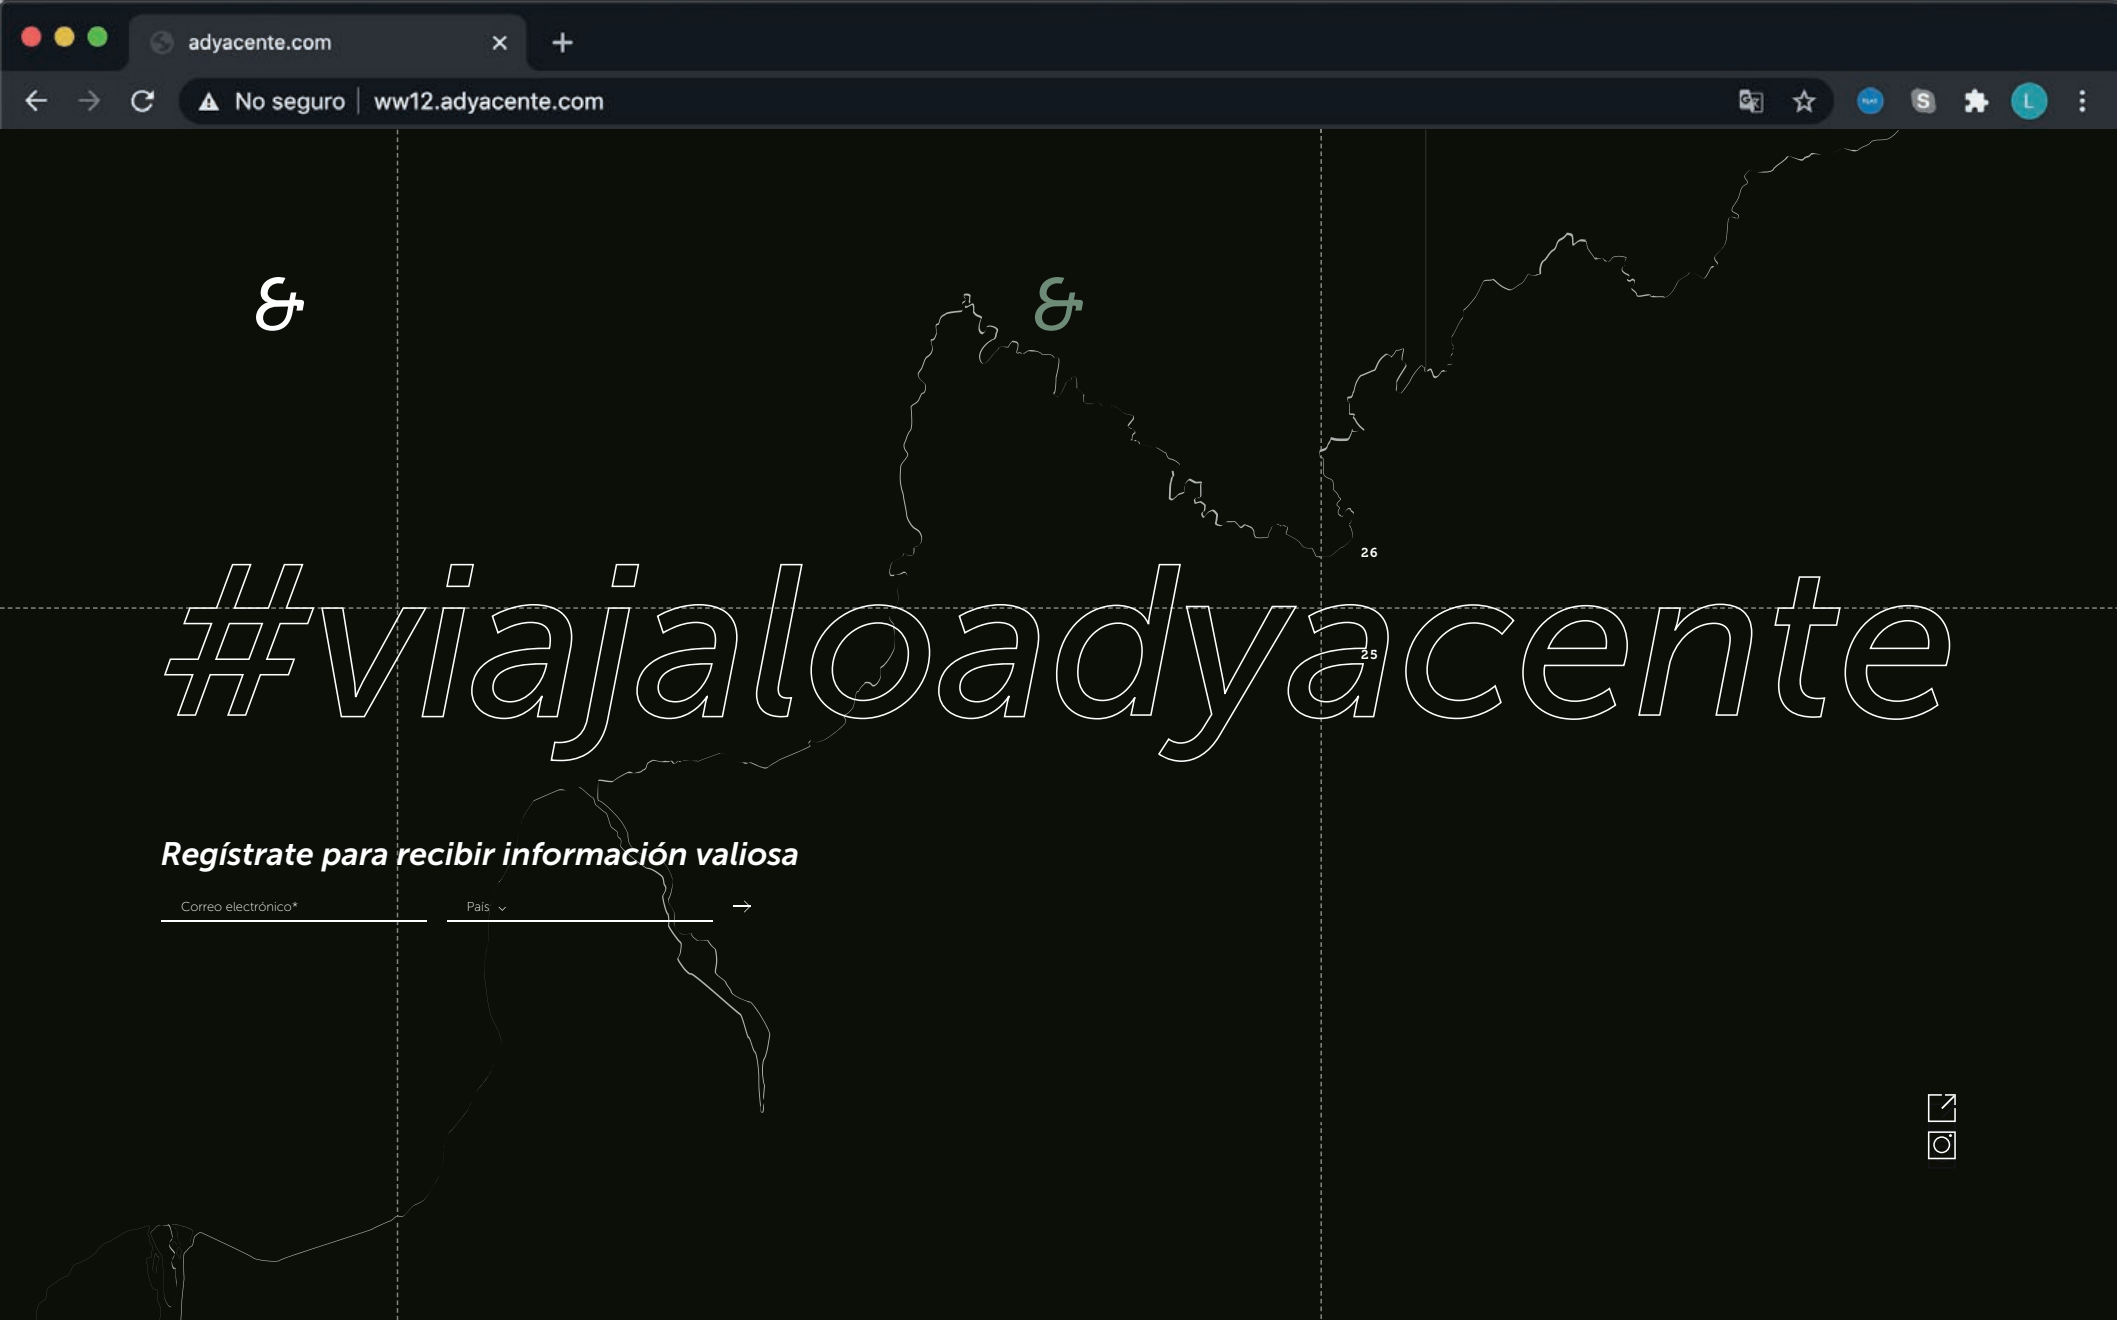 adyacente.com
No seguro ww12.adyacente.com
L
&
&
26
#viajaloadyacente
25
Regístrate para recibir información valiosa
Correo electrónico* País